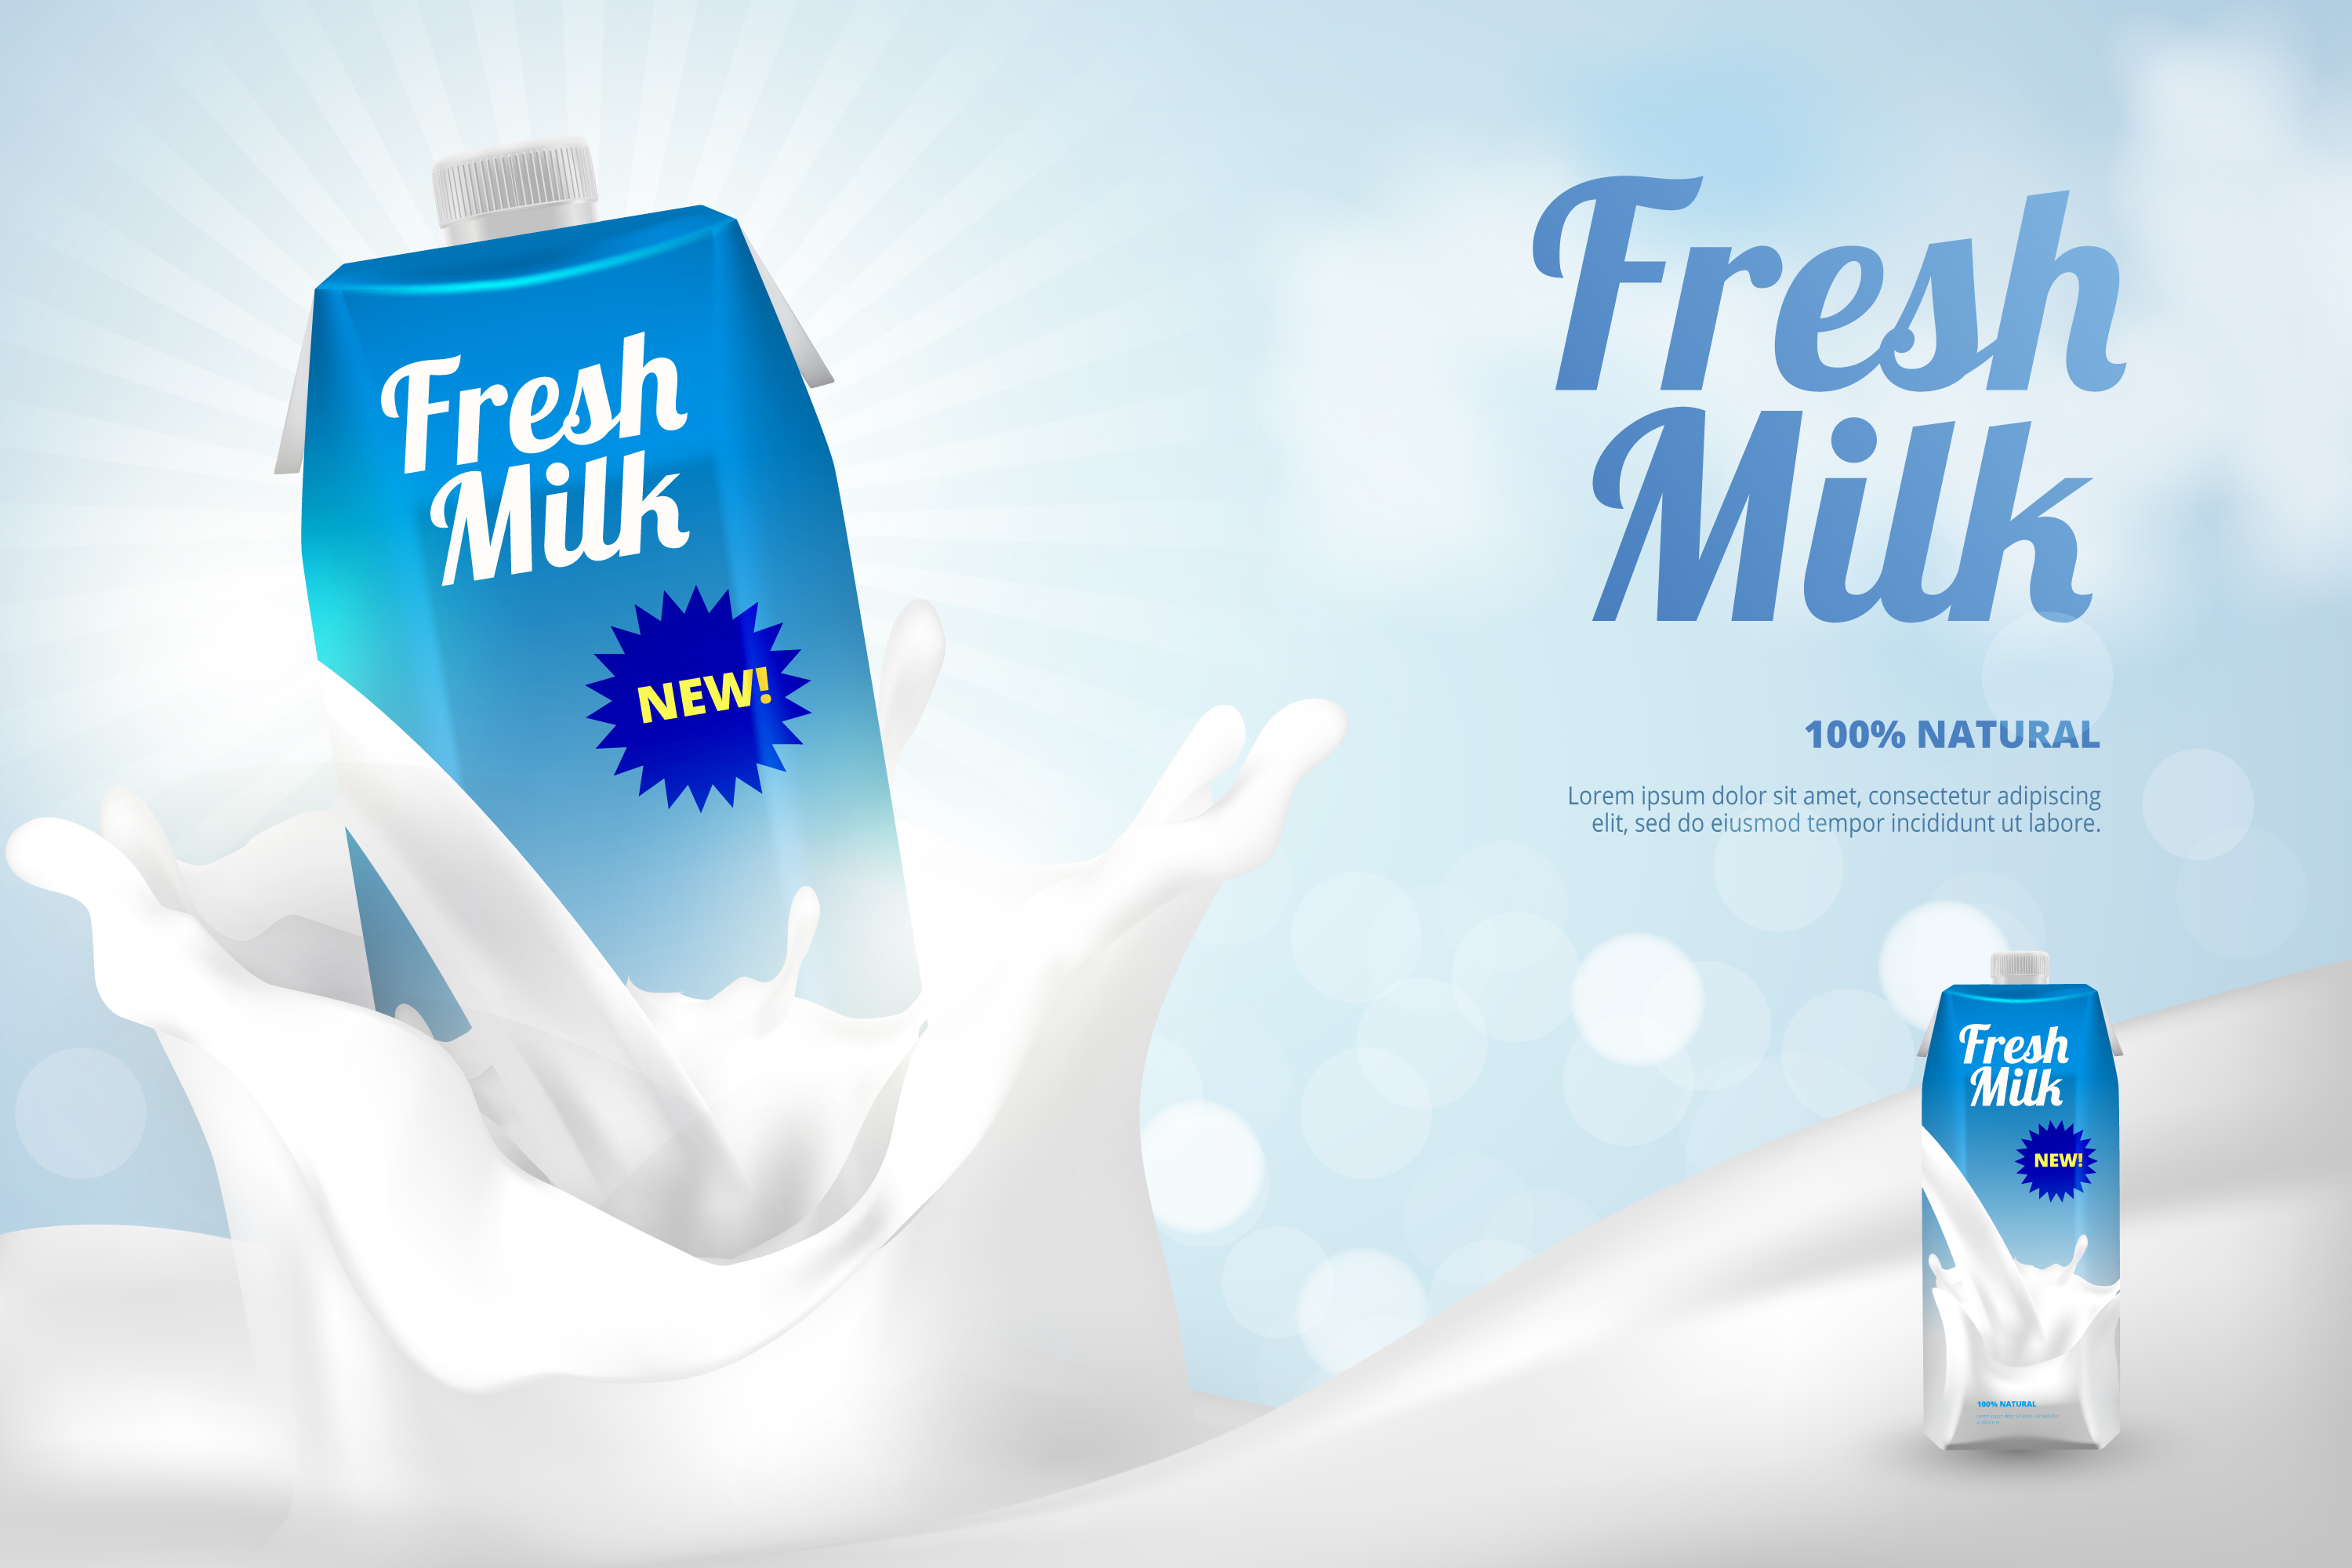 Fresh
Milk
NEW!
Fresh
Milk
100% NATURAL
Lorem ipsum dolor sit amet, consectetur adipiscing
elit, sed do eiusmod tempor incididunt ut labore.
Fresh
Milk
NEW!
100% NATURAL